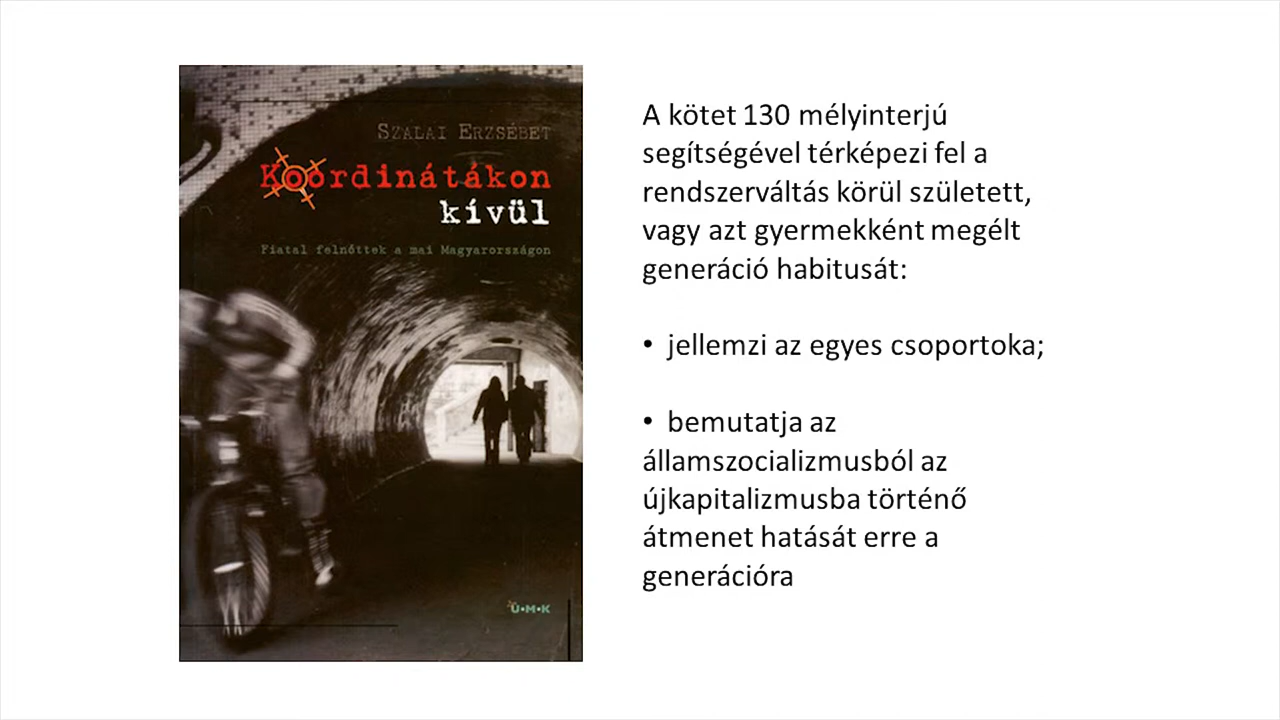 SZALAI ERZSÉBET
Koordinátákon
kívül
Fiatal felnőttek a mai Magyarországon
Ú•M•K
A kötet 130 mélyinterjú
segítségével térképezi fel a
rendszerváltás körül született,
vagy azt gyermekként megélt
generáció habitusát:
• jellemzi az egyes csoportoka;
• bemutatja az
államszocializmusból az
újkapitalizmusba történő
átmenet hatását erre a
generációra